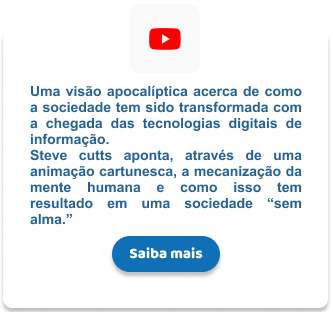 Uma visão apocalíptica acerca de como
a sociedade tem sido transformada com
a chegada das tecnologias digitais de
informação.
Steve cutts aponta, através de uma
animação cartunesca, a mecanização da
mente humana e como isso tem
resultado em uma sociedade “sem
alma.”
Saiba mais